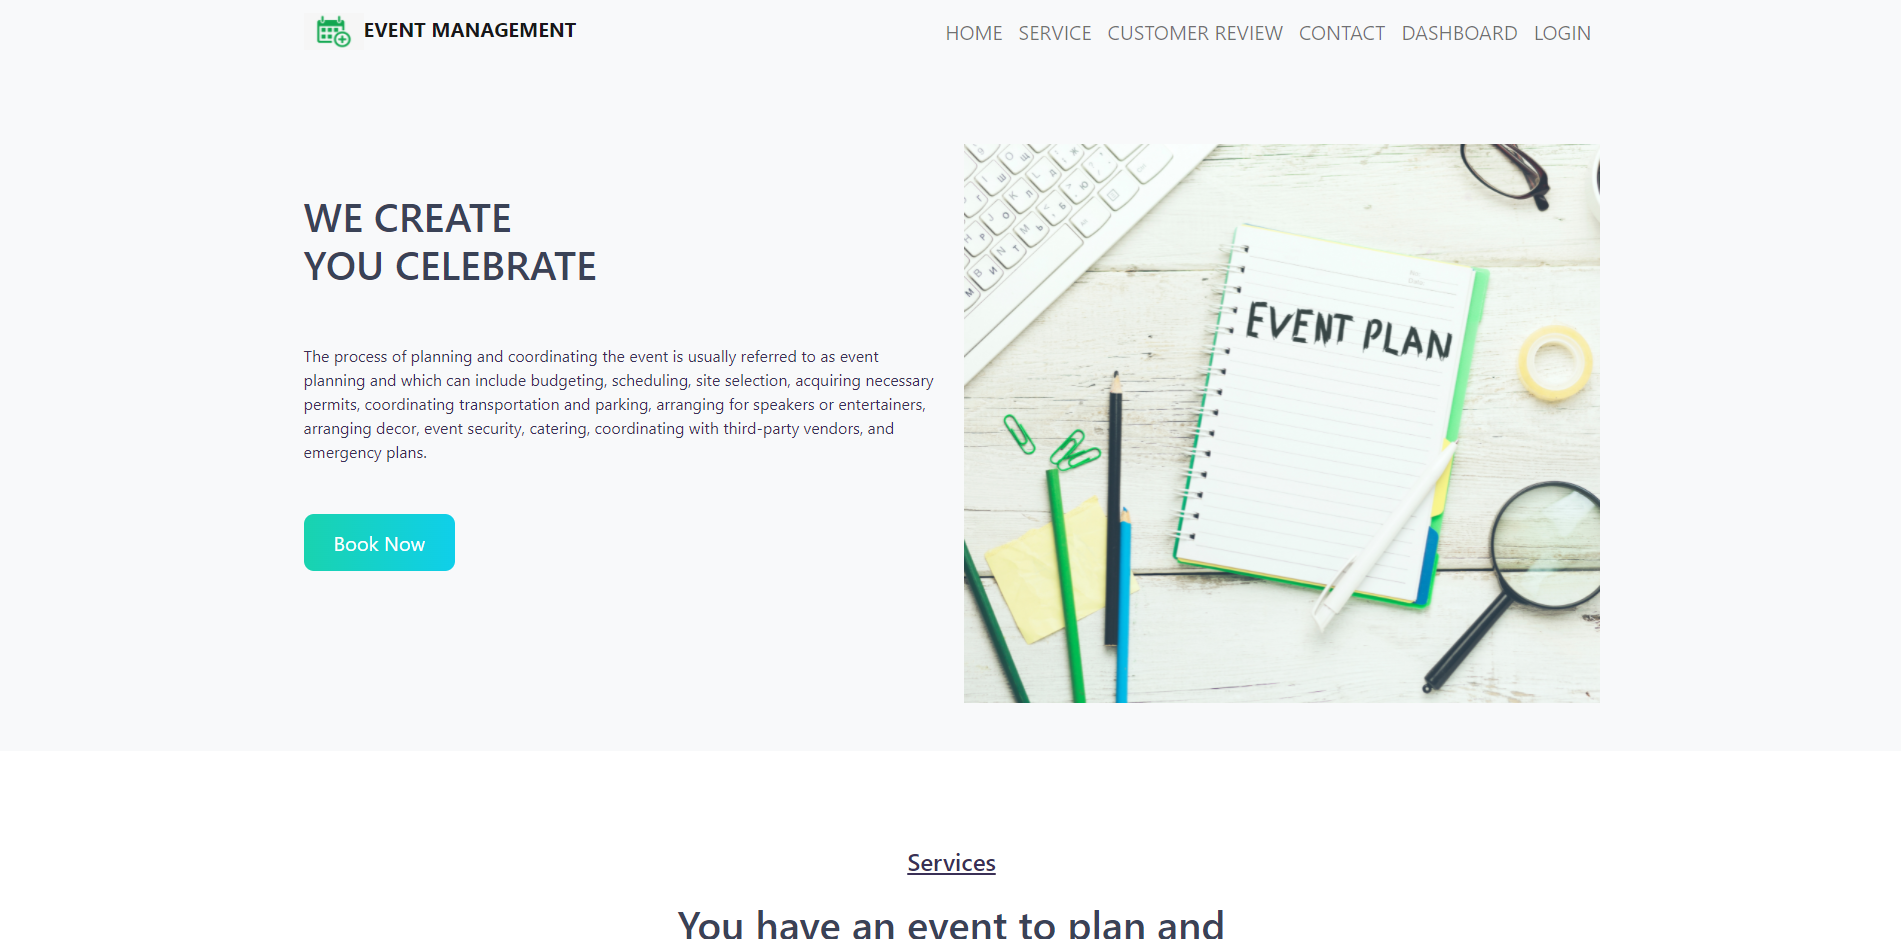 EVENT MANAGEMENT
HOME SERVICE CUSTOMER REVIEW CONTACT DASHBOARD LOGIN
WE CREATE
YOU CELEBRATE
The process of planning and coordinating the event is usually referred to as event
planning and which can include budgeting, scheduling, site selection, acquiring necessary
permits, coordinating transportation and parking, arranging for speakers or entertainers,
arranging decor, event security, catering, coordinating with third-party vendors, and
emergency plans.
Book Now
EVENT PLAN
Services
You have an event to plan and